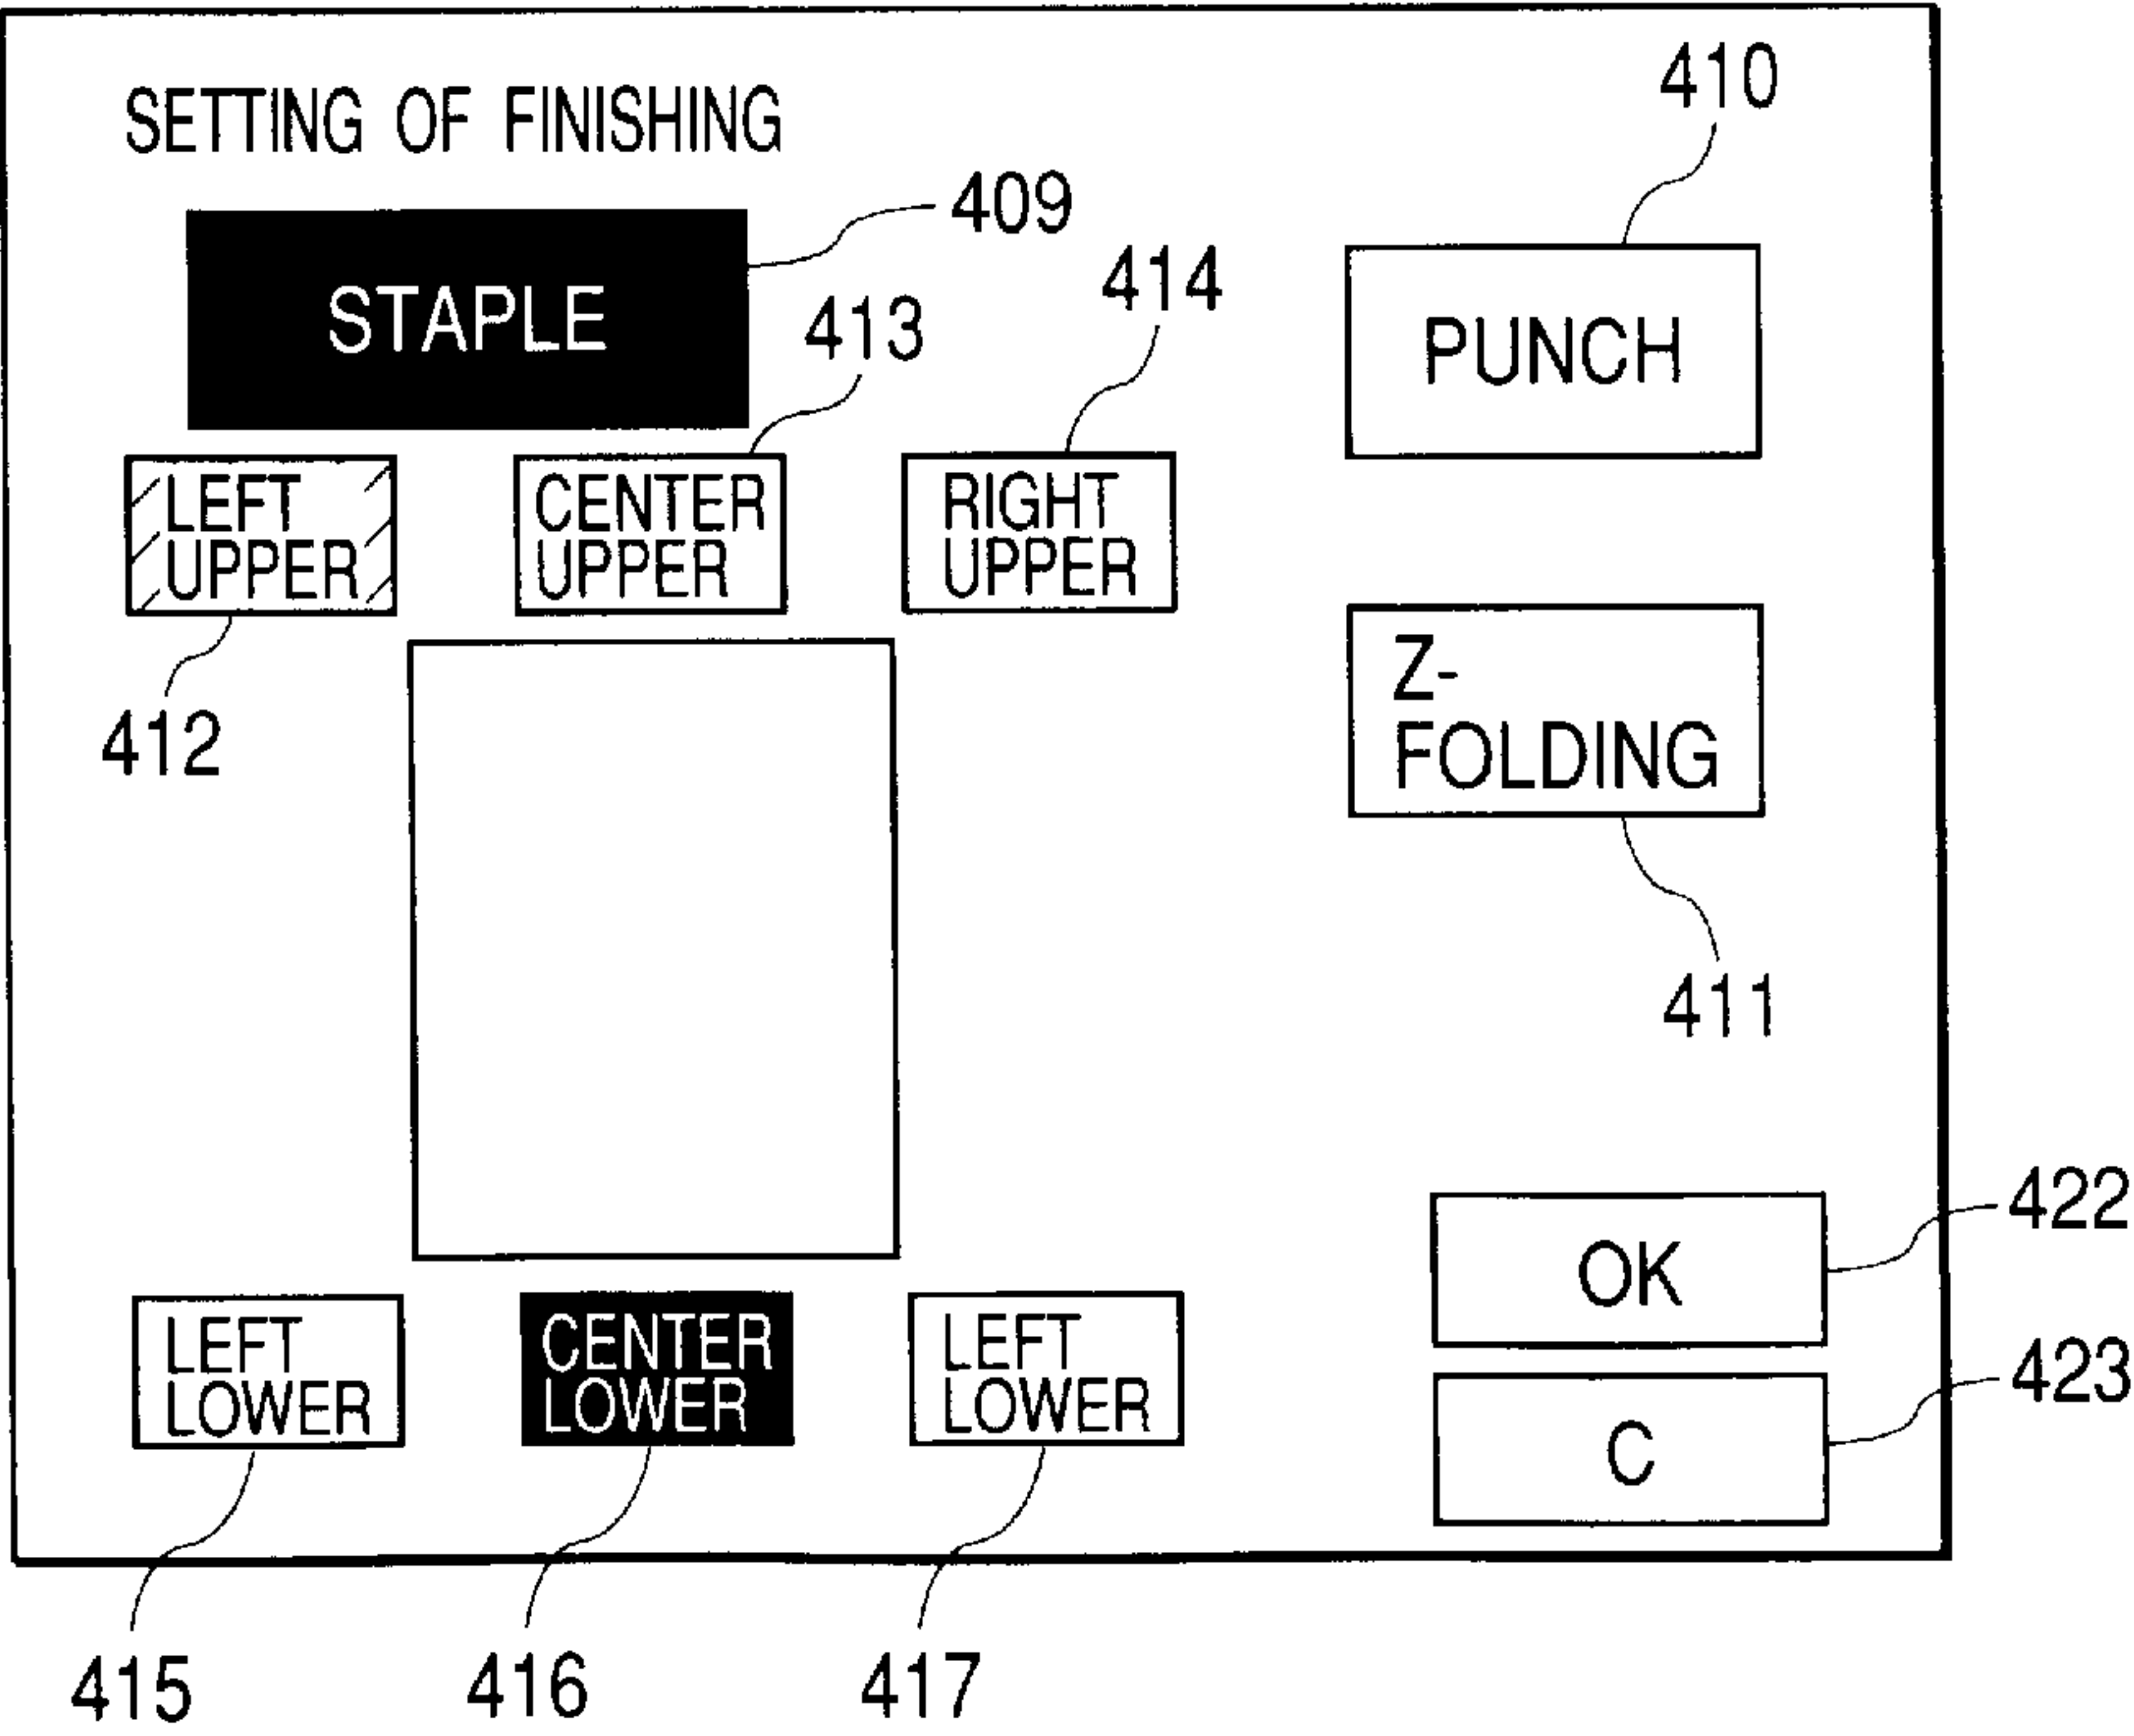 SETTING OF FINISHING
410
409
STAPLE
413
414
PUNCH
LEFT
UPPER
CENTER
UPPER
RIGHT
UPPER
412
Z-
FOLDING
411
422
OK
LEFT
LOWER
CENTER
LOWER
LEFT
LOWER
423
C
415
416
417